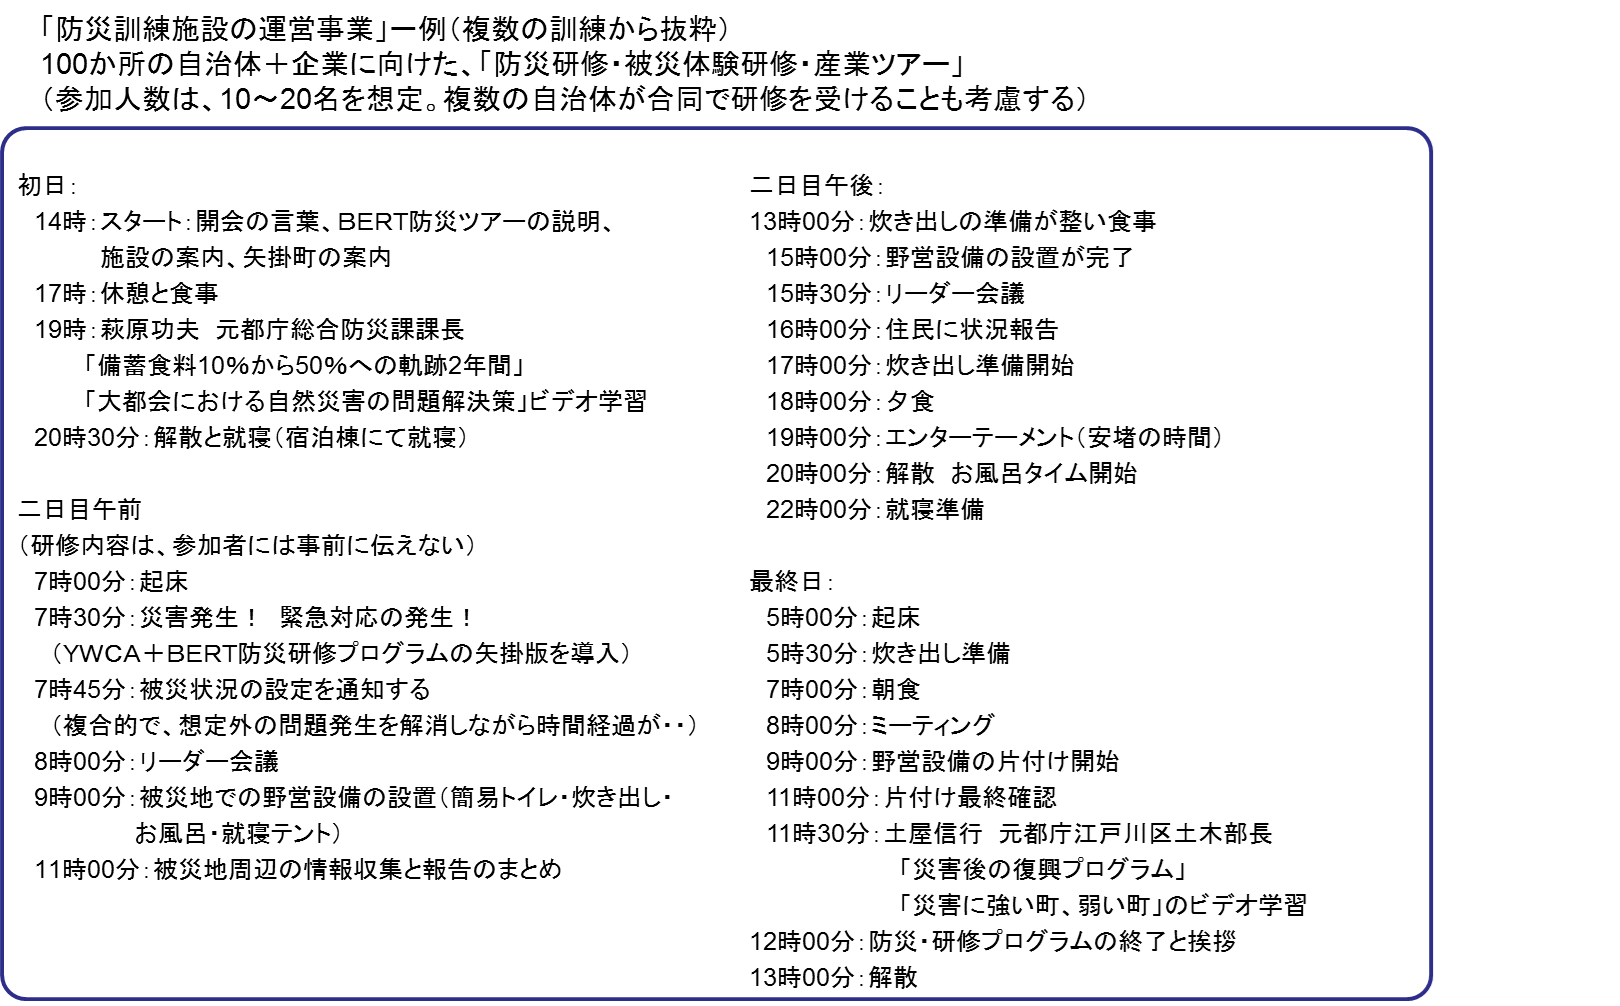 「防災訓練施設の運営事業」一例（複数の訓練から抜粋）
100か所の自治体＋企業に向けた、「防災研修・被災体験研修・産業ツアー」
（参加人数は、10～20名を想定。複数の自治体が合同で研修を受けることも考慮する）
初日：
14時：スタート：開会の言葉、BERT防災ツアーの説明、
施設の案内、矢掛町の案内
17時：休憩と食事
19時：萩原功夫　元都庁総合防災課課長
「備蓄食料10％から50％への軌跡2年間」
「大都会における自然災害の問題解決策」ビデオ学習
20時30分：解散と就寝（宿泊棟にて就寝）
二日目午前
（研修内容は、参加者には事前に伝えない）
7時00分：起床
7時30分：災害発生！　緊急対応の発生！
（YWCA＋BERT防災研修プログラムの矢掛版を導入）
7時45分：被災状況の設定を通知する
（複合的で、想定外の問題発生を解消しながら時間経過が・・）
8時00分：リーダー会議
9時00分：被災地での野営設備の設置（簡易トイレ・炊き出し・
お風呂・就寝テント）
11時00分：被災地周辺の情報収集と報告のまとめ
二日目午後：
13時00分：炊き出しの準備が整い食事
15時00分：野営設備の設置が完了
15時30分：リーダー会議
16時00分：住民に状況報告
17時00分：炊き出し準備開始
18時00分：夕食
19時00分：エンターテーメント（安堵の時間）
20時00分：解散　お風呂タイム開始
22時00分：就寝準備
最終日：
5時00分：起床
5時30分：炊き出し準備
7時00分：朝食
8時00分：ミーティング
9時00分：野営設備の片付け開始
11時00分：片付け最終確認
11時30分：土屋信行　元都庁江戸川区土木部長
「災害後の復興プログラム」
「災害に強い町、弱い町」のビデオ学習
12時00分：防災・研修プログラムの終了と挨拶
13時00分：解散